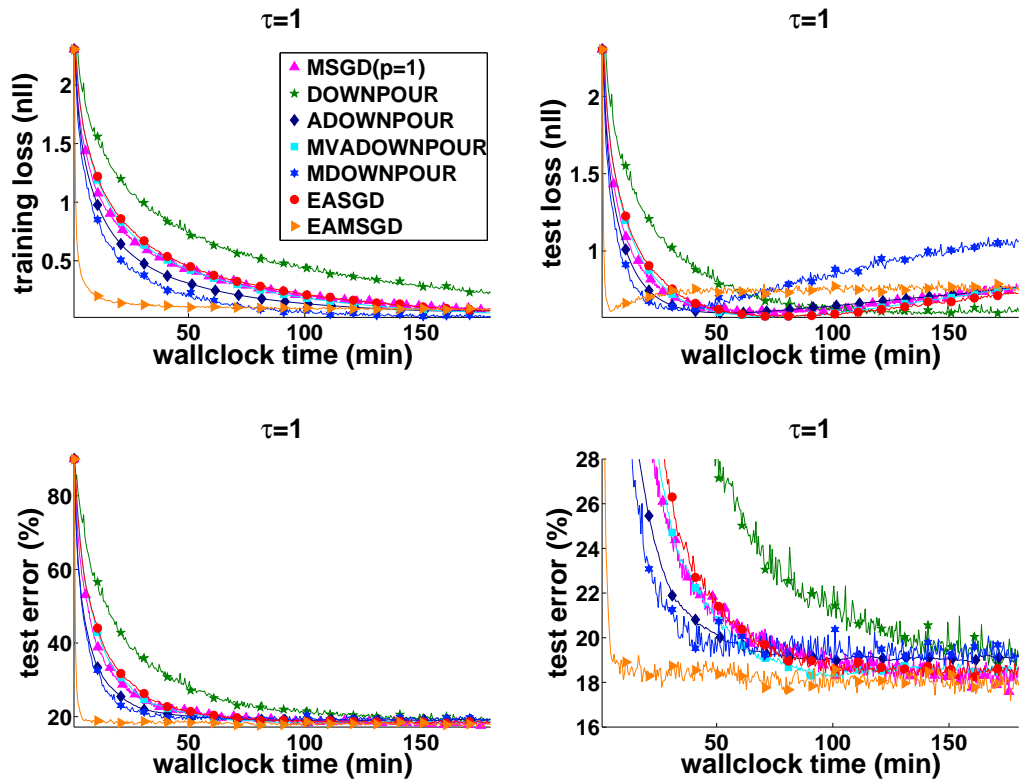 τ=1
training loss (nll)
2
1.5
1
0.5
50
100
150
wallclock time (min)
MSGD(p=1)
DOWNPOUR
ADOWNPOUR
MVADOWNPOUR
MDOWNPOUR
EASGD
EAMSGD
τ=1
test loss (nll)
2
1.5
1
50
100
150
wallclock time (min)
τ=1
test error (%)
80
60
40
20
50
100
150
wallclock time (min)
τ=1
test error (%)
28
26
24
22
20
18
16
50
100
150
wallclock time (min)